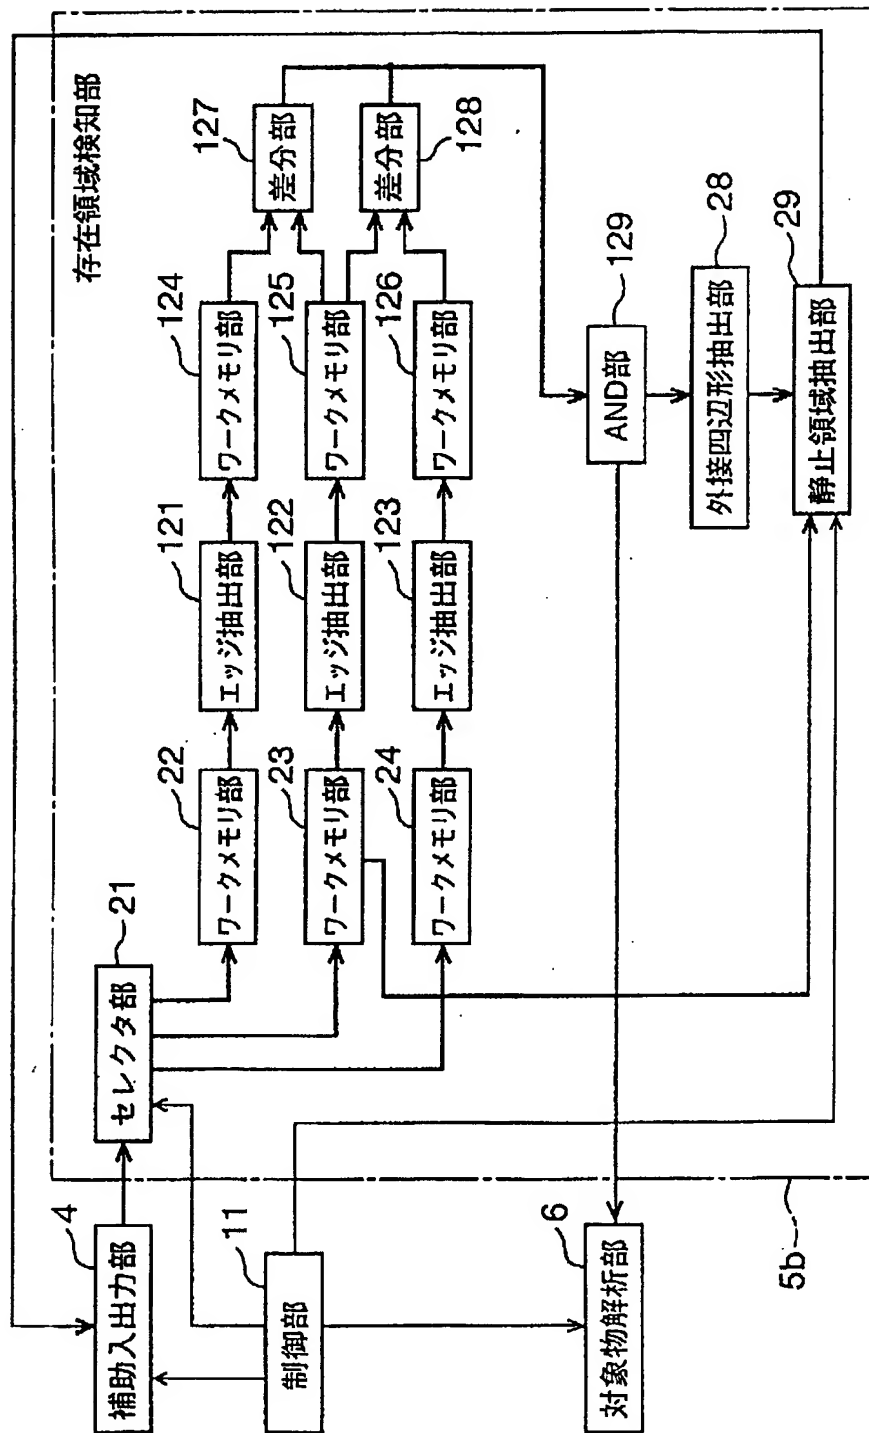 存在領域検知部
補助入出力部
4
セレクタ部
21
制御部
11
対象物解析部
6
ワークメモリ部
22
エッジ抽出部
121
ワークメモリ部
124
差分部
127
ワークメモリ部
23
エッジ抽出部
122
ワークメモリ部
125
差分部
128
ワークメモリ部
24
エッジ抽出部
123
ワークメモリ部
126
AND部
129
外接四辺形抽出部
28
静止領域抽出部
29
5b